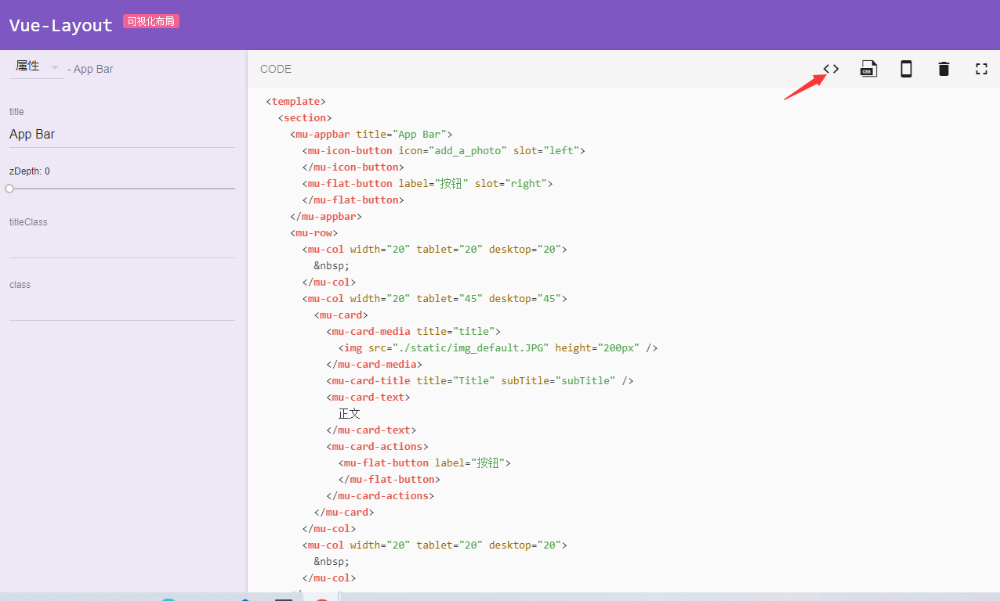 Vue-Layout 可视化布局
属性 - App Bar
title
App Bar
zDepth: 0
titleClass
class
CODE
CSS
<template>
<section>
<mu-appbar title="App Bar">
<mu-icon-button icon="add_a_photo" slot="left">
</mu-icon-button>
<mu-flat-button label="按钮" slot="right">
</mu-flat-button>
</mu-appbar>
<mu-row>
<mu-col width="20" tablet="20" desktop="20">
&nbsp;
</mu-col>
<mu-col width="20" tablet="45" desktop="45">
<mu-card>
<mu-card-media title="title">
<img src="./static/img_default.JPG" height="200px" />
</mu-card-media>
<mu-card-title title="Title" subTitle="subTitle" />
<mu-card-text>
正文
</mu-card-text>
<mu-card-actions>
<mu-flat-button label="按钮">
</mu-flat-button>
</mu-card-actions>
</mu-card>
</mu-col>
<mu-col width="20" tablet="20" desktop="20">
&nbsp;
</mu-col>